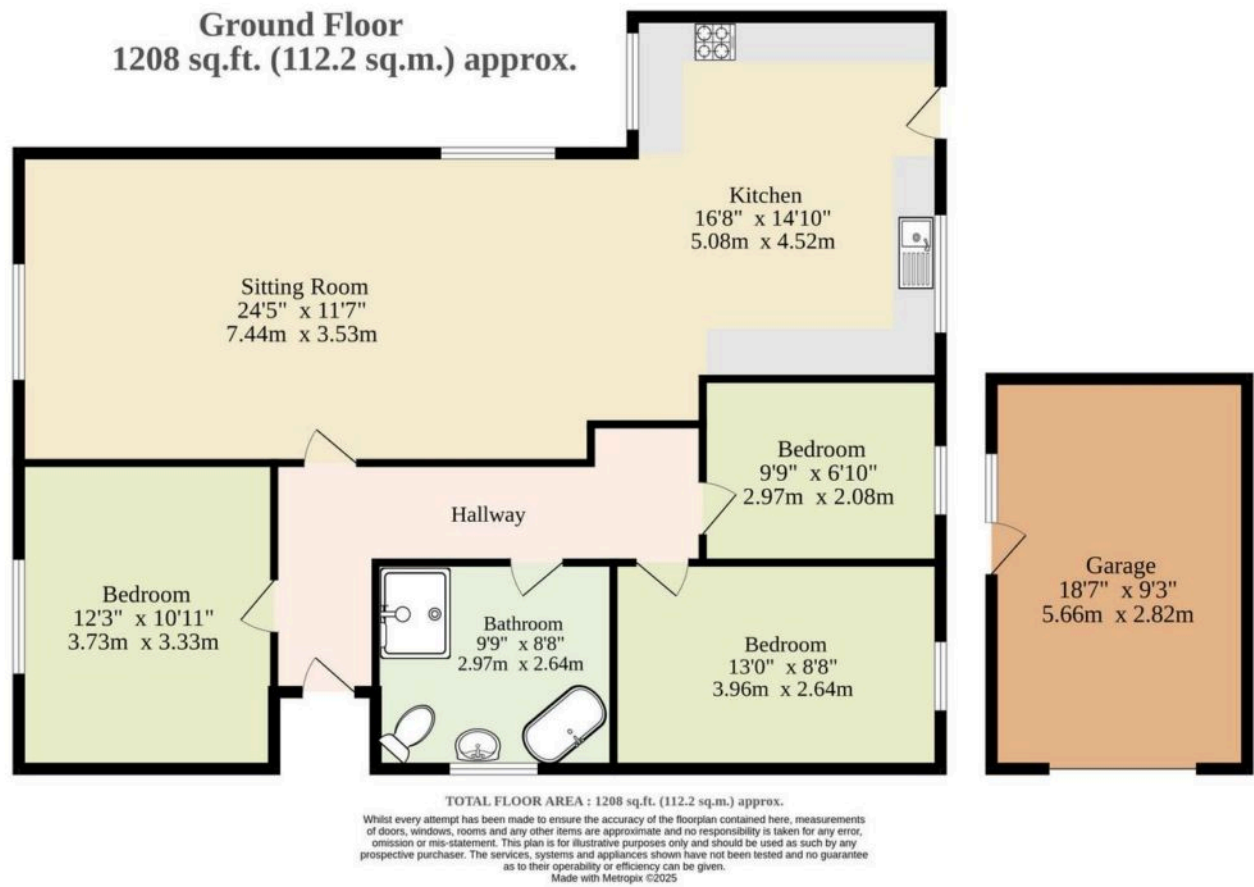 Ground Floor
1208 sq.ft. (112.2 sq.m.) approx.
Kitchen
16'8" x 14'10"
5.08m x 4.52m
Sitting Room
24'5" x 11'7"
7.44m x 3.53m
Bedroom
9'9" x 6'10"
2.97m x 2.08m
Hallway
Bedroom
12'3" x 10'11"
3.73m x 3.33m
Bathroom
9'9" x 8'8"
2.97m x 2.64m
Bedroom
13'0" x 8'8"
3.96m x 2.64m
Garage
18'7" x 9'3"
5.66m x 2.82m
TOTAL FLOOR AREA : 1208 sq.ft. (112.2 sq.m.) approx.
Whilst every attempt has been made to ensure the accuracy of the floorplan contained here, measurements
of doors, windows, rooms and any other items are approximate and no responsibility is taken for any error,
omission or mis-statement. This plan is for illustrative purposes only and should be used as such by any
prospective purchaser. The services, systems and appliances shown have not been tested and no guarantee
as to their operability or efficiency can be given.
Made with Metropix ©2025